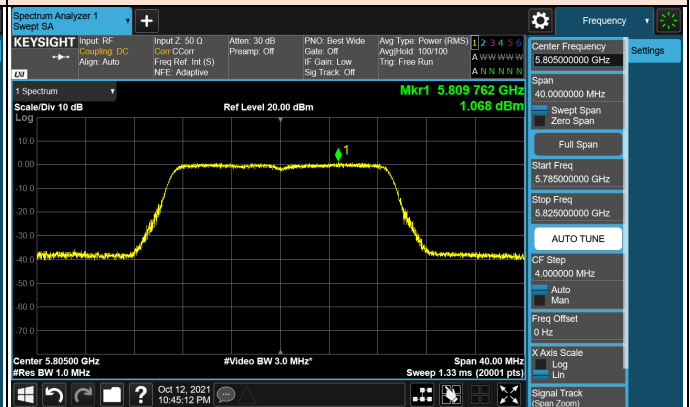 Spectrum Analyzer 1
Swept SA
+
Frequency
KEYSIGHT
Input: RF
Coupling: DC
Align: Auto
Input Z: 50 Ω
Corr CCorr
Freq Ref: Int (S)
NFE: Adaptive
Atten: 30 dB
Preamp: Off
PNO: Best Wide
Gate: Off
IF Gain: Low
Sig Track: Off
Avg Type: Power (RMS)
Avg|Hold: 100/100
Trig: Free Run
1 2 3 4 5 6
A W W W W W
A N N N N N
LXI
1 Spectrum
Scale/Div 10 dB
Log
Ref Level 20.00 dBm
Mkr1 5.809 762 GHz
1.068 dBm
10.0
0.00
-10.0
-20.0
-30.0
-40.0
-50.0
-60.0
-70.0
1
Center 5.80500 GHz
#Res BW 1.0 MHz
#Video BW 3.0 MHz*
Span 40.00 MHz
Sweep 1.33 ms (20001 pts)
?
Oct 12, 2021
10:45:12 PM
Center Frequency
5.805000000 GHz
Settings
Span
40.0000000 MHz
Swept Span
Zero Span
Full Span
Start Freq
5.785000000 GHz
Stop Freq
5.825000000 GHz
AUTO TUNE
CF Step
4.000000 MHz
Auto
Man
Freq Offset
0 Hz
X Axis Scale
Log
Lin
Signal Track
(Span Zoom)